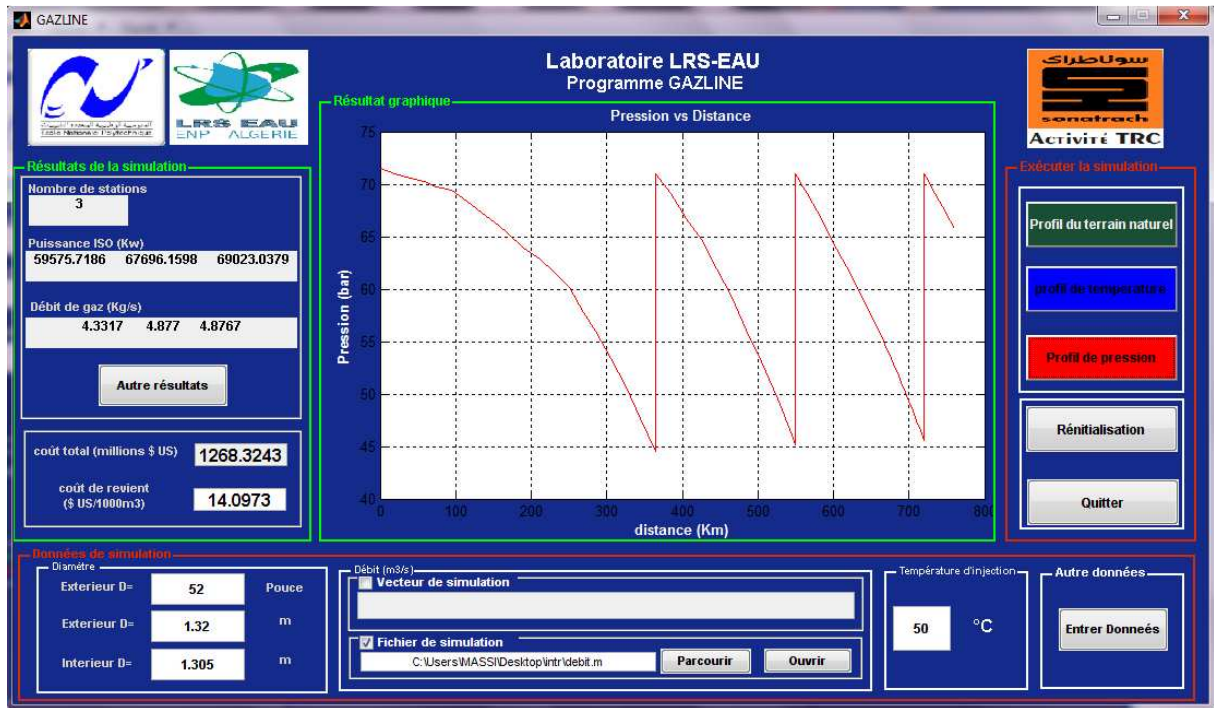 GAZLINE
Laboratoire LRS-EAU
Programme GAZLINE
LRS EAU
ENP ALGERIE
سوناطراك
sonatrach
ACTIVITÉ TRC
Résultat graphique
Pression vs Distance
75
70
65
60
55
50
45
40
0 100 200 300 400 500 600 700 800
Pression (bar)
distance (Km)
Résultats de la simulation
Nombre de stations
3
Puissance ISO (Kw)
59575.7186 67696.1598 69023.0379
Débit de gaz (Kg/s)
4.3317 4.877 4.8767
Autre résultats
coût total (millions $ US) 1268.3243
coût de revient
($ US/1000m3) 14.0973
Exécuter la simulation
Profil du terrain naturel
profil de temperature
Profil de pression
Rénitialisation
Quitter
Données de simulation
Diamétre
Exterieur D= 52 Pouce
Exterieur D= 1.32 m
Interieur D= 1.305 m
Débit (m3/s)
Vecteur de simulation
Fichier de simulation
C:\Users\MASSI\Desktop\intr\debit.m Parcourir Ouvrir
Température d'injection
50 °C
Autre données
Entrer Donneés